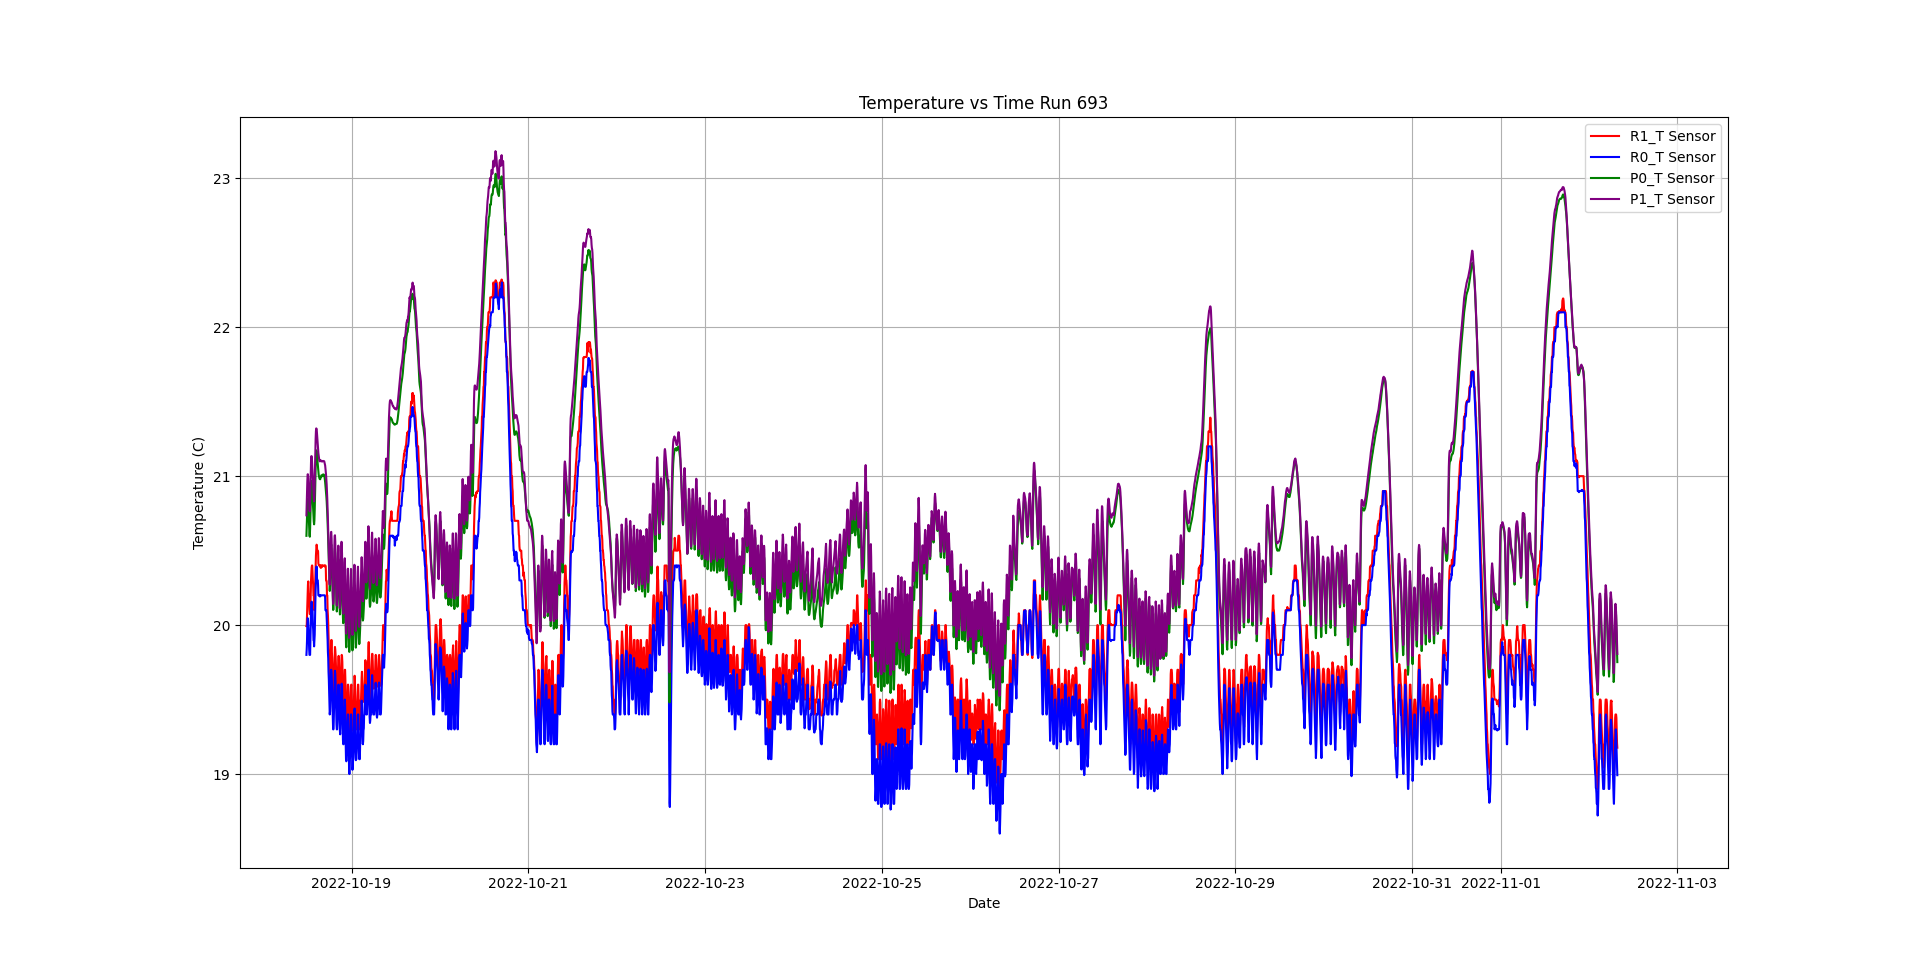 Temperature vs Time Run 693
R1_T Sensor
R0_T Sensor
P0_T Sensor
P1_T Sensor
Temperature (C)
23
22
21
20
19
2022-10-19 2022-10-21 2022-10-23 2022-10-25 2022-10-27 2022-10-29 2022-10-31 2022-11-01 2022-11-03
Date